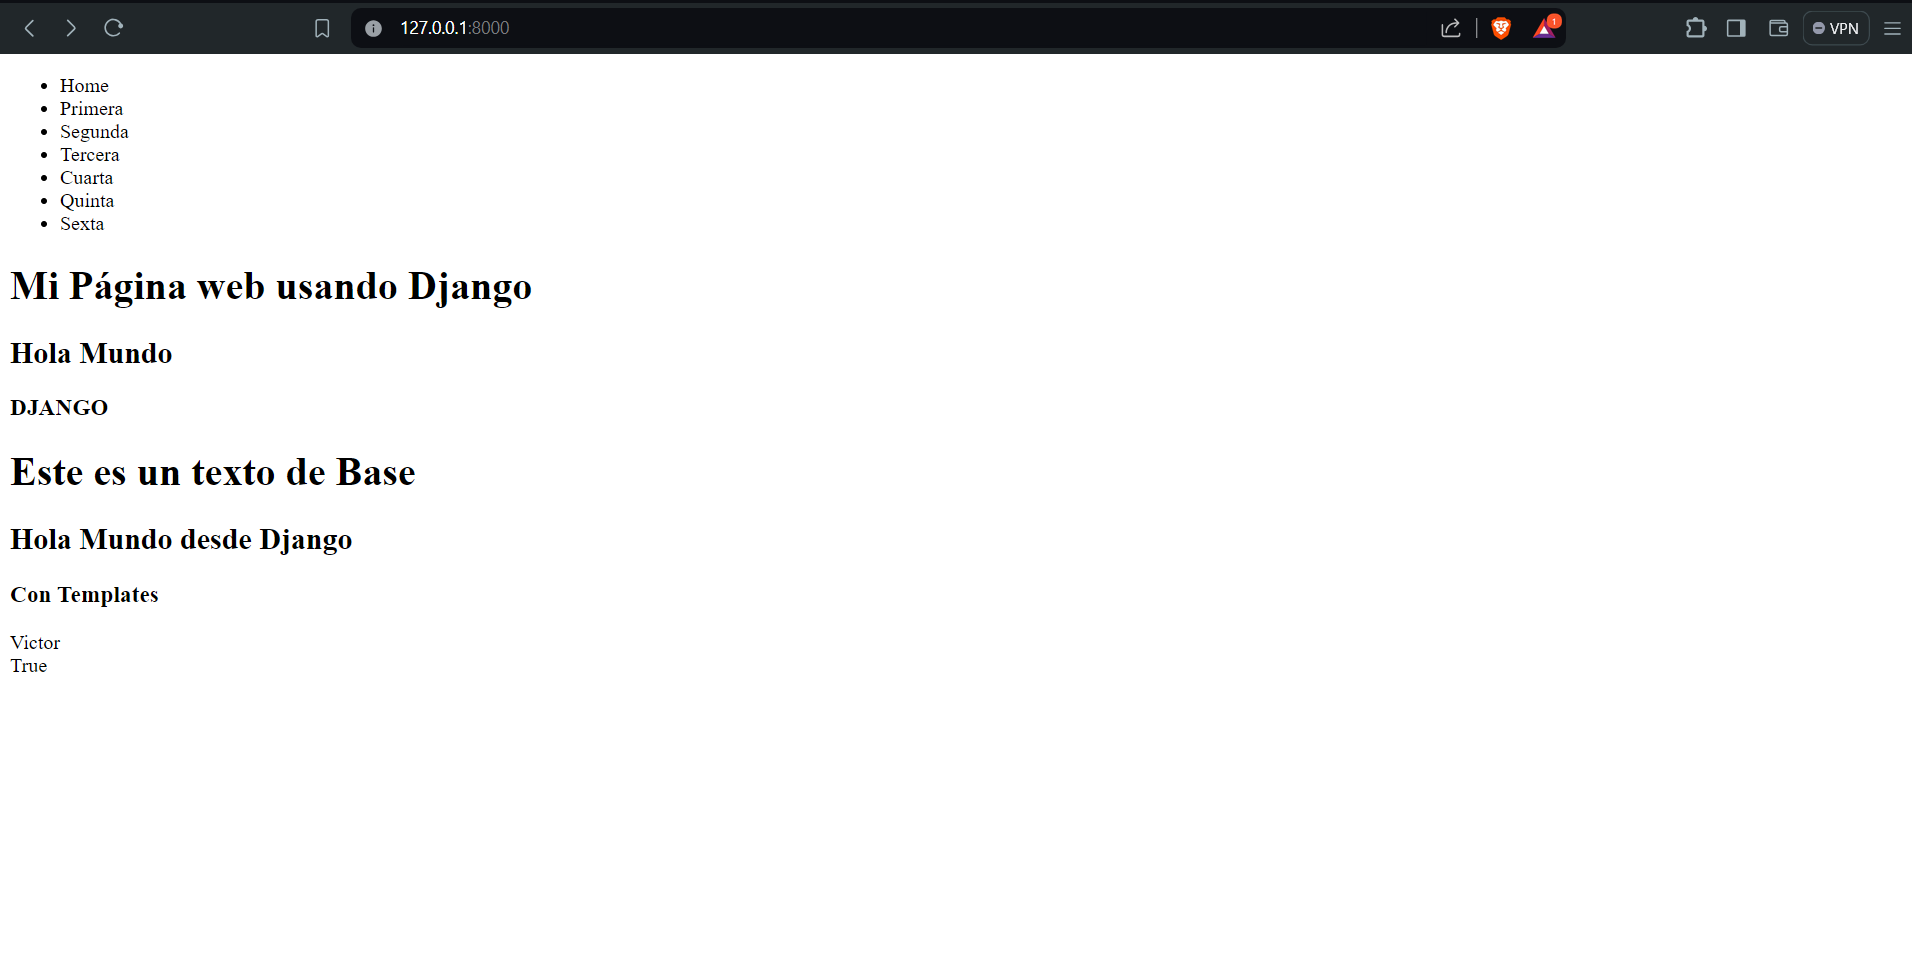 127.0.0.1:8000
1
VPN
Home
Primera
Segunda
Tercera
Cuarta
Quinta
Sexta
Mi Página web usando Django
Hola Mundo
DJANGO
Este es un texto de Base
Hola Mundo desde Django
Con Templates
Victor
True